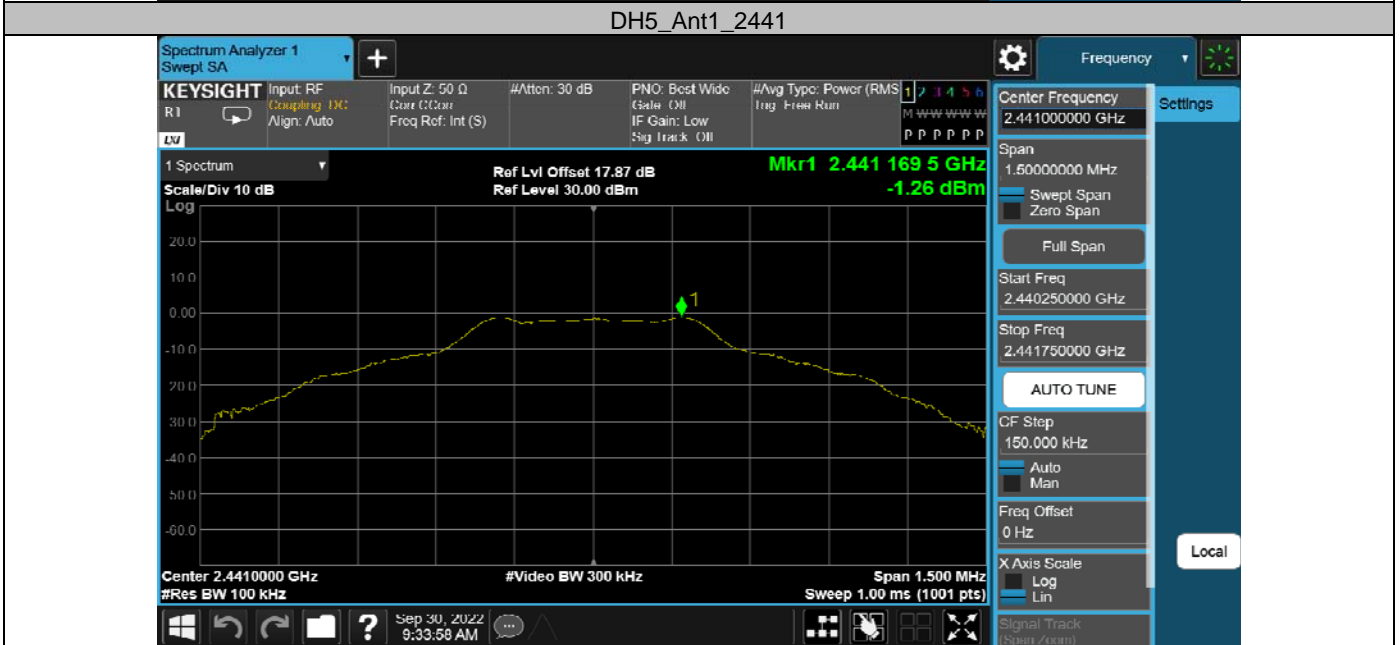 DH5_Ant1_2441
Spectrum Analyzer 1
Swept SA
+
Frequency
KEYSIGHT
R1
LXI
Input: RF
Coupling: DC
Align: Auto
Input Z: 50 Ω
Corr CCorr
Freq Ref: Int (S)
#Atten: 30 dB
PNO: Best Wide
Gate: Off
IF Gain: Low
Sig Track: Off
#Avg Type: Power (RMS
Trig: Free Run
1 2 3 4 5 6
M W W W W W
P P P P P P
1 Spectrum
Scale/Div 10 dB
Ref Lvl Offset 17.87 dB
Ref Level 30.00 dBm
Mkr1 2.441 169 5 GHz
-1.26 dBm
Log
20.0
10.0
0.00
1
-10.0
20.0
30.0
-40.0
50.0
-60.0
Center 2.4410000 GHz
#Video BW 300 kHz
Span 1.500 MHz
#Res BW 100 kHz
Sweep 1.00 ms (1001 pts)
?
Sep 30, 2022
9:33:58 AM
Center Frequency
2.441000000 GHz
Settings
Span
1.50000000 MHz
Swept Span
Zero Span
Full Span
Start Freq
2.440250000 GHz
Stop Freq
2.441750000 GHz
AUTO TUNE
CF Step
150.000 kHz
Auto
Man
Freq Offset
0 Hz
X Axis Scale
Log
Lin
Local
Signal Track
(Span Zoom)